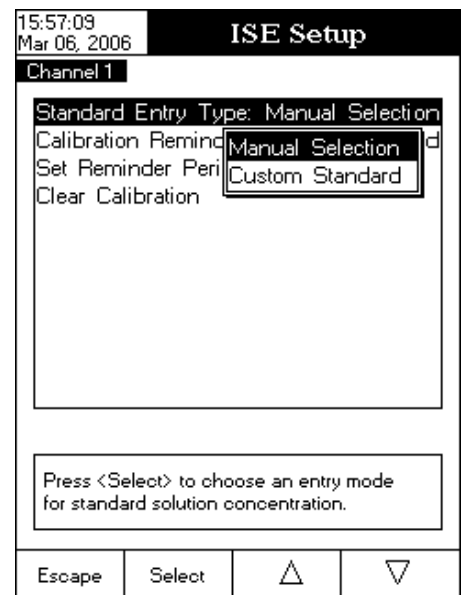 15:57:09
Mar 06, 2006
ISE Setup
Channel 1
Standard Entry Type: Manual Selection
Calibration Remind d
Set Reminder Peri
Clear Calibration
Manual Selection
Custom Standard
Press <Select> to choose an entry mode
for standard solution concentration.
Escape Select